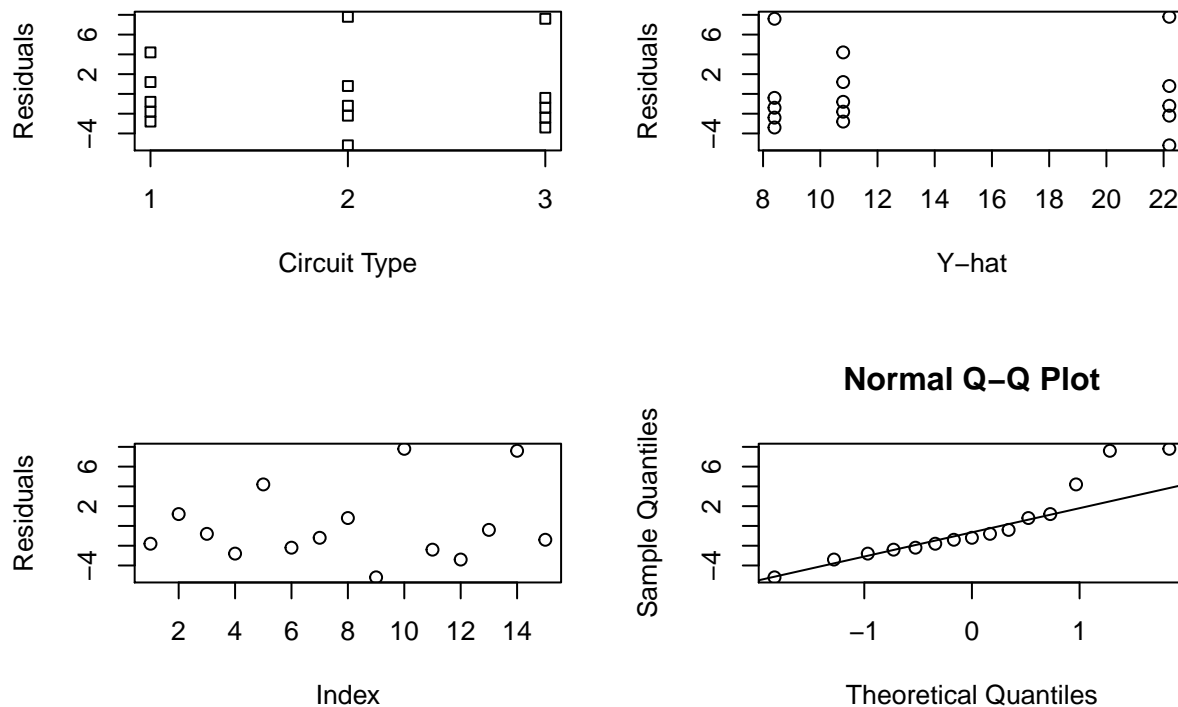 Residuals
6
2
−4
1
2
3
Circuit Type
Residuals
6
2
−4
8 10 12 14 16 18 20 22
Y−hat
Residuals
6
2
−4
2 4 6 8 10 12 14
Index
Normal Q−Q Plot
Sample Quantiles
6
2
−4
−1 0 1
Theoretical Quantiles